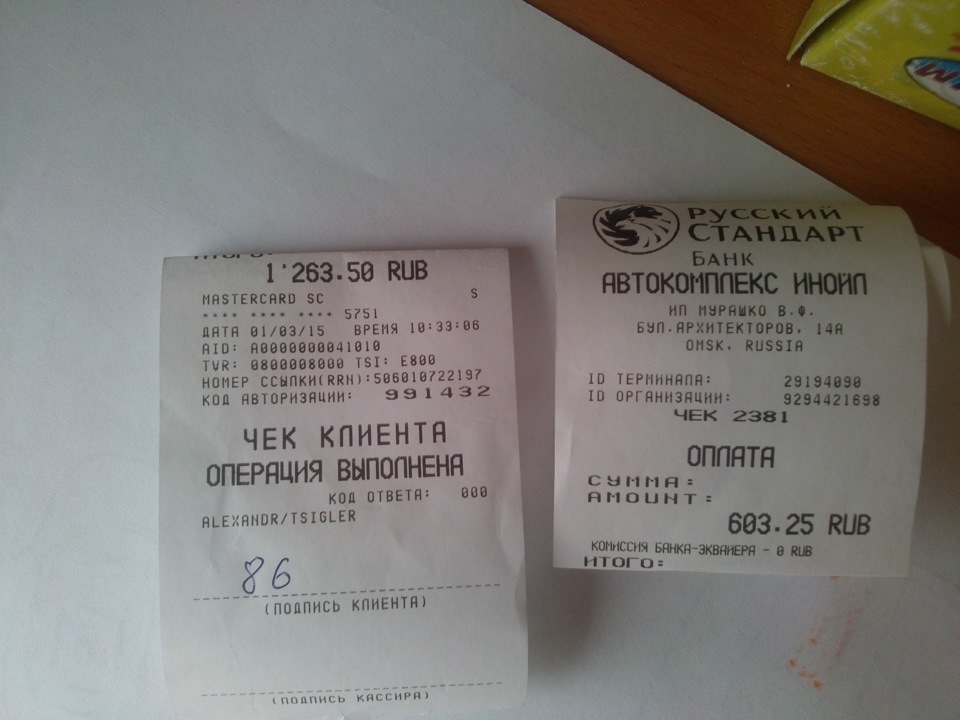 ИТОГО:
1'263.50 RUB
MASTERCARD SC S
**** **** **** 5751
ДАТА 01/03/15 ВРЕМЯ 10:33:06
AID: A0000000041010
TVR: 0800008000 TSI: E800
НОМЕР ССЫЛКИ(RRN):506010722197
КОД АВТОРИЗАЦИИ: 991432
ЧЕК КЛИЕНТА
ОПЕРАЦИЯ ВЫПОЛНЕНА
КОД ОТВЕТА: 000
ALEXANDR/TSIGLER
86
(ПОДПИСЬ КЛИЕНТА)
(ПОДПИСЬ КАССИРА)
РУССКИЙ
СТАНДАРТ
БАНК
АВТОКОМПЛЕКС ИНОЙЛ
ИП МУРАШКО В.Ф.
БУЛ.АРХИТЕКТОРОВ, 14А
OMSK, RUSSIA
ID ТЕРМИНАЛА: 29194090
ID ОРГАНИЗАЦИИ: 9294421698
ЧЕК 2381
ОПЛАТА
СУММА:
AMOUNT:
603.25 RUB
КОМИССИЯ БАНКА-ЭКВАЙЕРА - 0 RUB
ИТОГО: